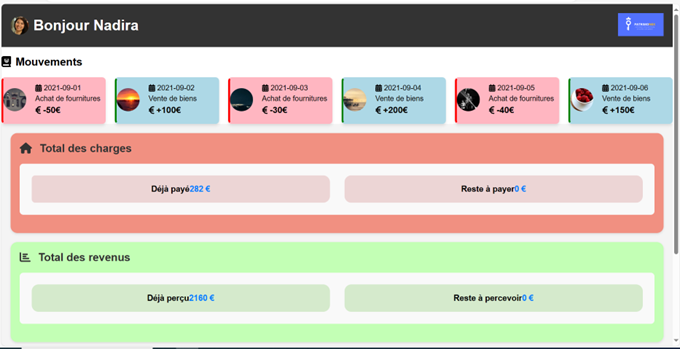 Bonjour Nadira
Mouvements
2021-09-01
Achat de fournitures
€ -50€
2021-09-02
Vente de biens
€ +100€
2021-09-03
Achat de fournitures
€ -30€
2021-09-04
Vente de biens
€ +200€
2021-09-05
Achat de fournitures
€ -40€
2021-09-06
Vente de biens
€ +150€
Total des charges
Déjà payé282 €
Reste à payer0 €
Total des revenus
Déjà perçu2160 €
Reste à percevoir0 €